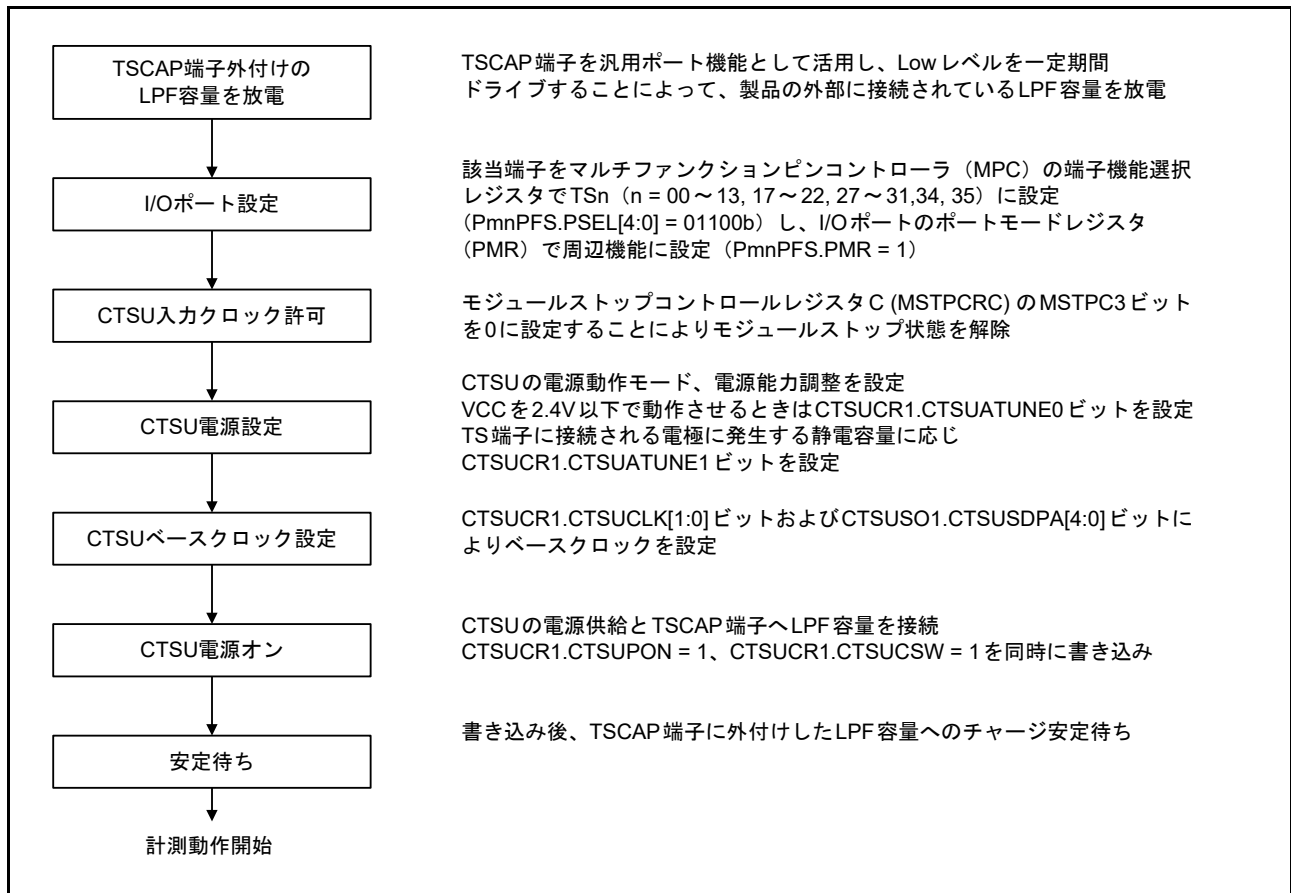 TSCAP端子外付けの
LPF容量を放電
TSCAP端子を汎用ポート機能として活用し、Lowレベルを一定期間
ドライブすることによって、製品の外部に接続されているLPF容量を放電
I/Oポート設定
該当端子をマルチファンクションピンコントローラ（MPC）の端子機能選択
レジスタでTSn（n = 00～13, 17～22, 27～31,34, 35）に設定
（PmnPFS.PSEL[4:0] = 01100b）し、I/Oポートのポートモードレジスタ
（PMR）で周辺機能に設定（PmnPFS.PMR = 1）
CTSU入力クロック許可
モジュールストップコントロールレジスタC (MSTPCRC) のMSTPC3ビット
を0に設定することによりモジュールストップ状態を解除
CTSU電源設定
CTSUの電源動作モード、電源能力調整を設定
VCCを2.4V以下で動作させるときはCTSUCR1.CTSUATUNE0ビットを設定
TS端子に接続される電極に発生する静電容量に応じ
CTSUCR1.CTSUATUNE1ビットを設定
CTSUベースクロック設定
CTSUCR1.CTSUCLK[1:0]ビットおよびCTSUSO1.CTSUSDPA[4:0]ビットに
よりベースクロックを設定
CTSU電源オン
CTSUの電源供給とTSCAP端子へLPF容量を接続
CTSUCR1.CTSUPON = 1、CTSUCR1.CTSUCSW = 1を同時に書き込み
安定待ち
書き込み後、TSCAP端子に外付けしたLPF容量へのチャージ安定待ち
計測動作開始